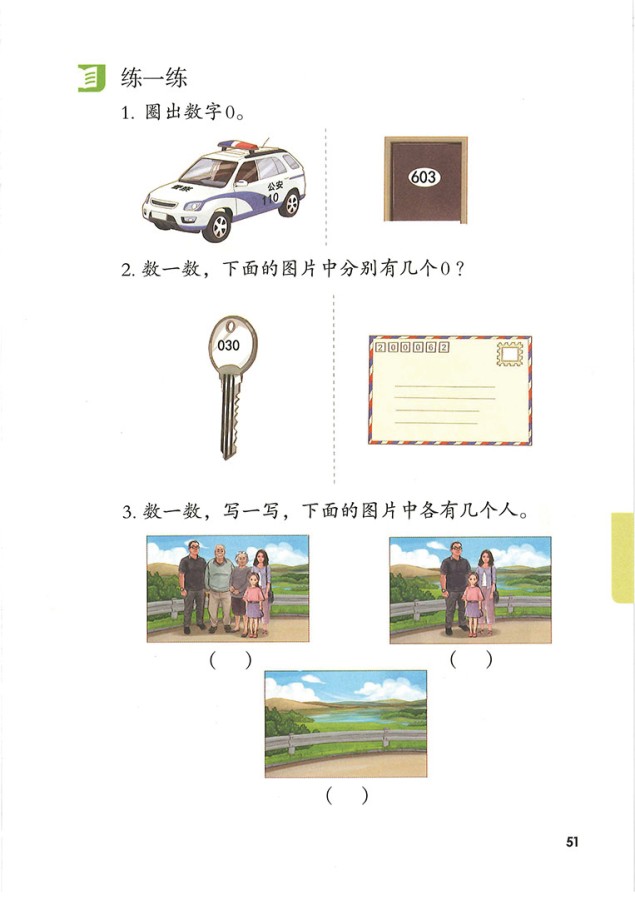 练一练
1. 圈出数字0。
公安
110
603
2. 数一数，下面的图片中分别有几个0？
030
200062
3. 数一数，写一写，下面的图片中各有几个人。
( ) ( )
( )
51